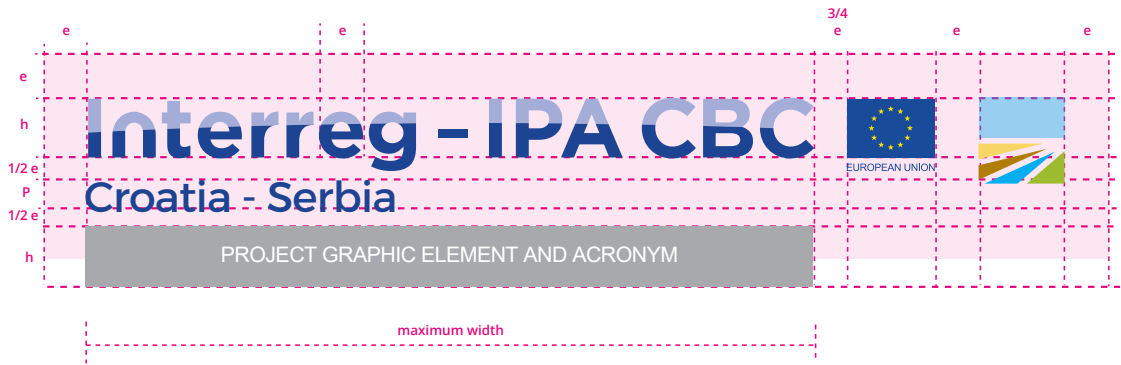 3/4
e e e e e
e
h
Interreg – IPA CBC
1/2 e
EUROPEAN UNION
P
Croatia - Serbia
1/2 e
h
PROJECT GRAPHIC ELEMENT AND ACRONYM
maximum width